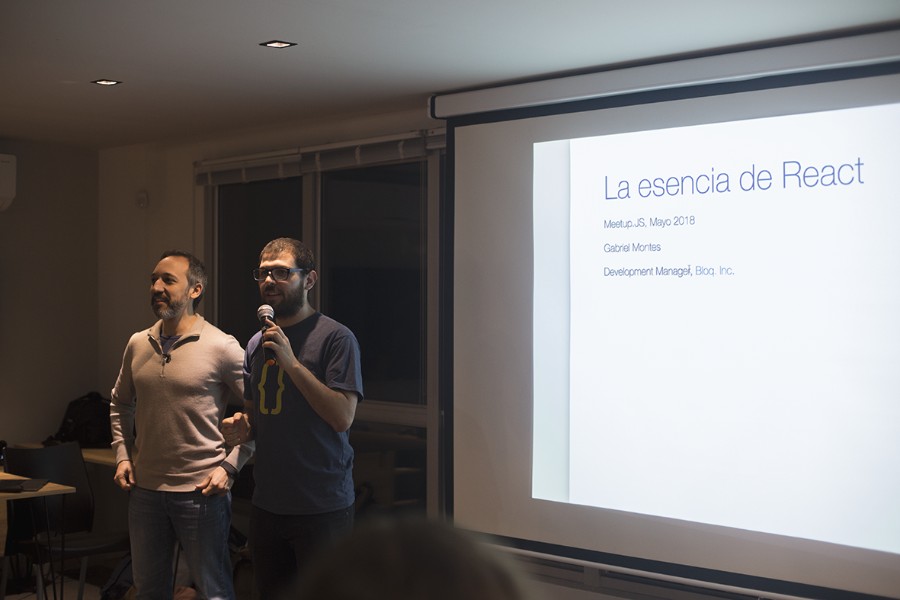 La esencia de React
Meetup.JS, Mayo 2018
Gabriel Montes
Development Manager, Bloq, Inc.
{}